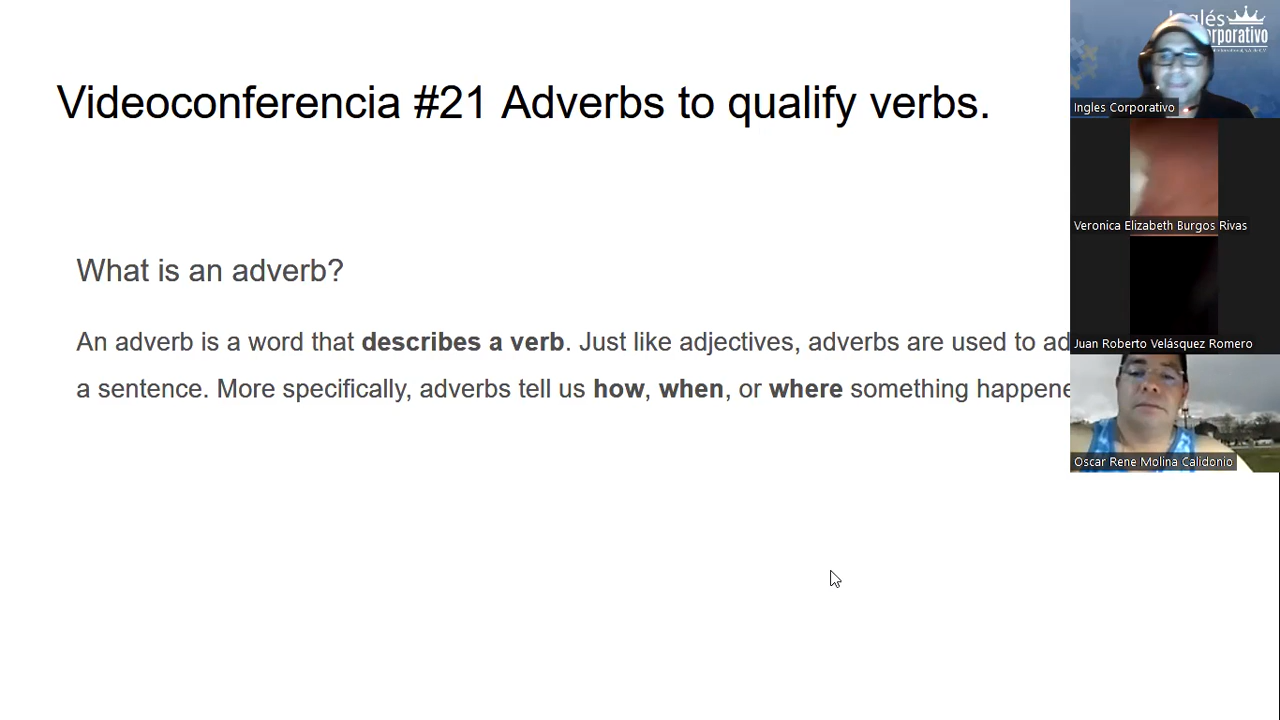 Videoconferencia #21 Adverbs to qualify verbs.
What is an adverb?
An adverb is a word that describes a verb. Just like adjectives, adverbs are used to
a sentence. More specifically, adverbs tell us how, when, or where something
Inglés
Corporativo
Ingles Corporativo
Veronica Elizabeth Burgos Rivas
Juan Roberto Velásquez Romero
Oscar Rene Molina Calidonio